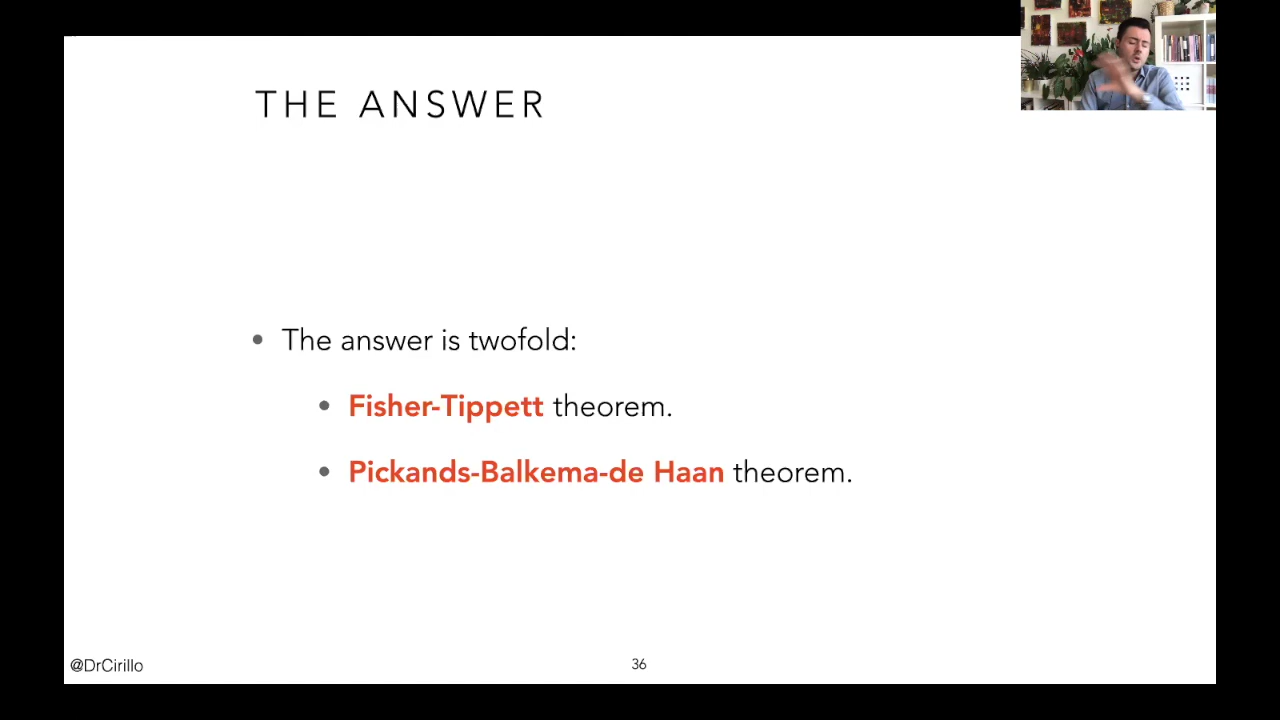 THE ANSWER
• The answer is twofold:
• Fisher-Tippett theorem.
• Pickands-Balkema-de Haan theorem.
@DrCirillo
36